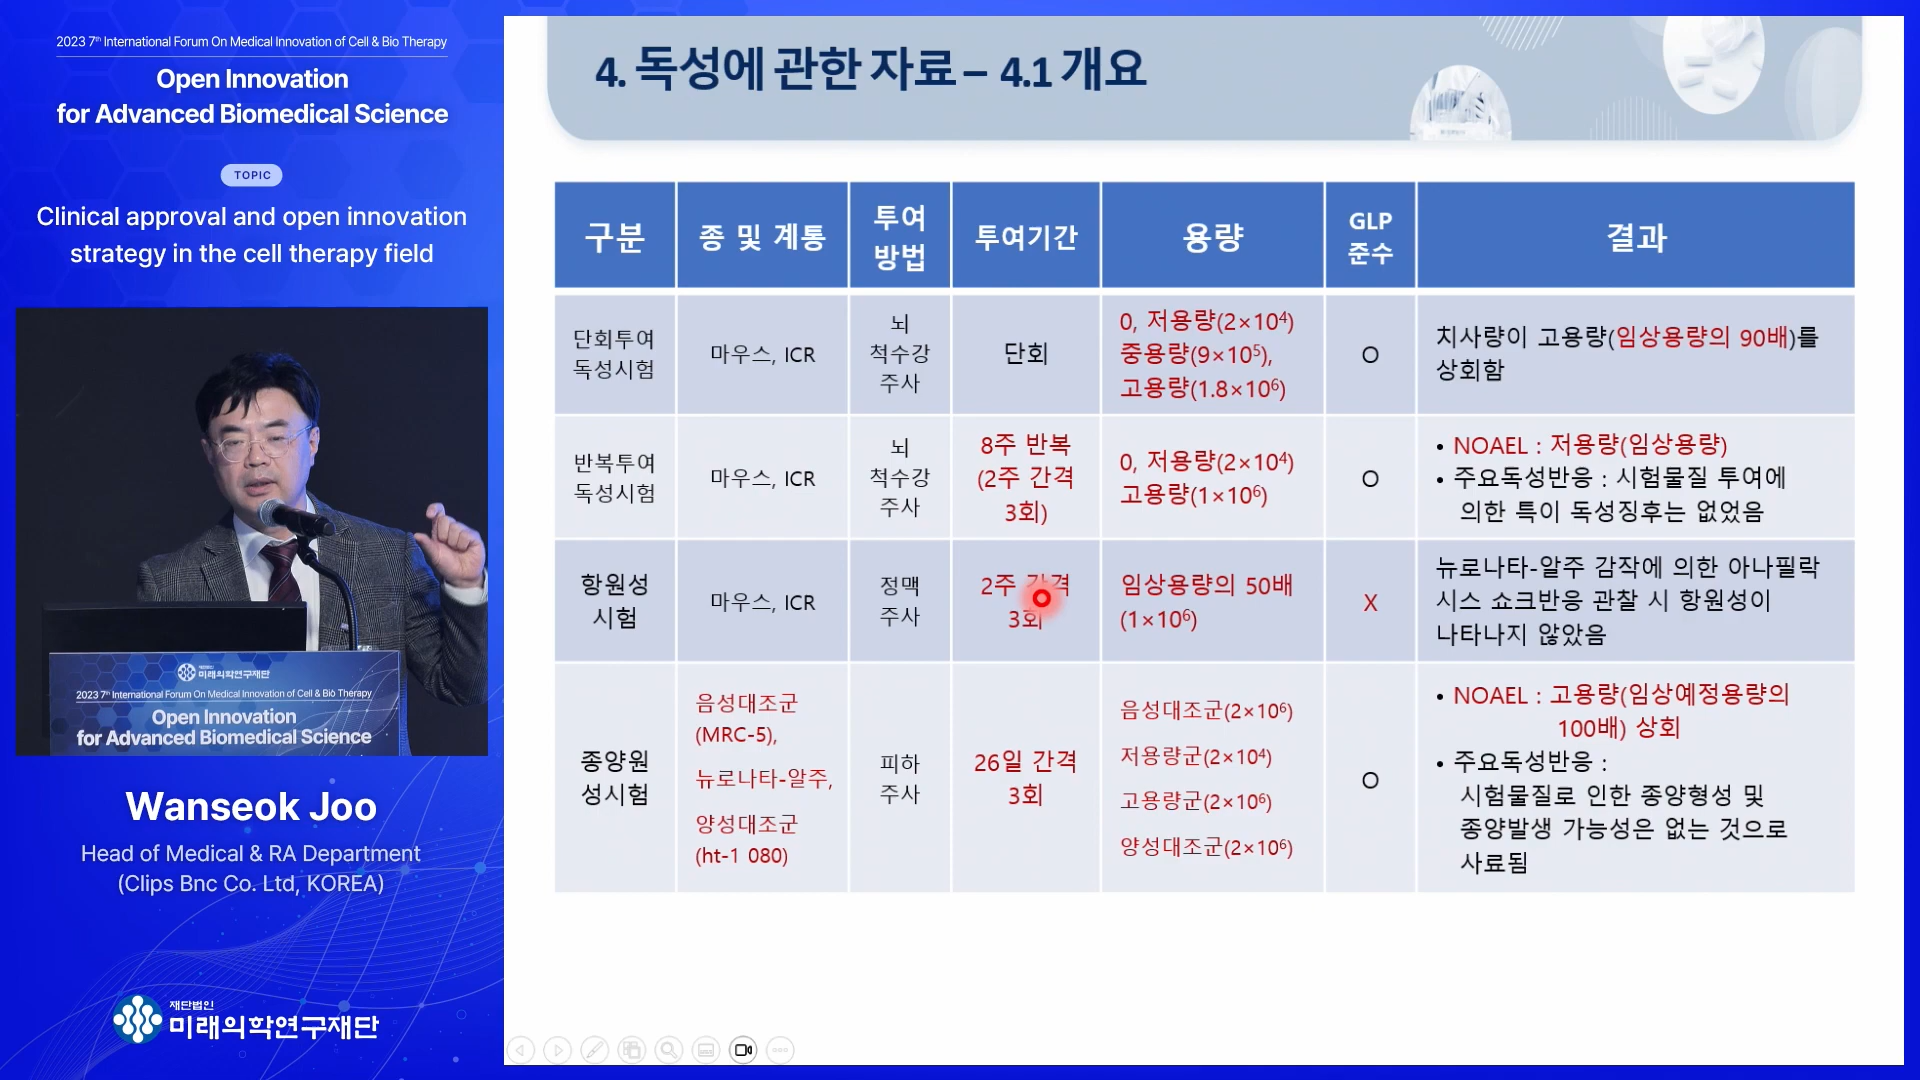 2023 7th International Forum On Medical Innovation of Cell & Bio Therapy
Open Innovation
for Advanced Biomedical Science
TOPIC
Clinical approval and open innovation
strategy in the cell therapy field
재단법인
미래의학연구재단
2023 7th International Forum On Medical Innovation of Cell & Bio Therapy
Open Innovation
for Advanced Biomedical Science
Wanseok Joo
Head of Medical & RA Department
(Clips Bnc Co. Ltd, KOREA)
재단법인
미래의학연구재단
4. 독성에 관한 자료 – 4.1 개요
구분
종 및 계통
투여
방법
투여기간
용량
GLP
준수
결과
단회투여
독성시험
마우스, ICR
뇌
척수강
주사
단회
0, 저용량(2×10⁴)
중용량(9×10⁵),
고용량(1.8×10⁶)
O
치사량이 고용량(임상용량의 90배)를
상회함
반복투여
독성시험
마우스, ICR
뇌
척수강
주사
8주 반복
(2주 간격
3회)
0, 저용량(2×10⁴)
고용량(1×10⁶)
O
• NOAEL : 저용량(임상용량)
• 주요독성반응 : 시험물질 투여에
의한 특이 독성징후는 없었음
항원성
시험
마우스, ICR
정맥
주사
2주 간격
3회
임상용량의 50배
(1×10⁶)
X
뉴로나타-알주 감작에 의한 아나필락
시스 쇼크반응 관찰 시 항원성이
나타나지 않았음
종양원
성시험
음성대조군
(MRC-5),
뉴로나타-알주,
양성대조군
(ht-1 080)
피하
주사
26일 간격
3회
음성대조군(2×10⁶)
저용량군(2×10⁴)
고용량군(2×10⁶)
양성대조군(2×10⁶)
O
• NOAEL : 고용량(임상예정용량의
100배) 상회
• 주요독성반응 :
시험물질로 인한 종양형성 및
종양발생 가능성은 없는 것으로
사료됨